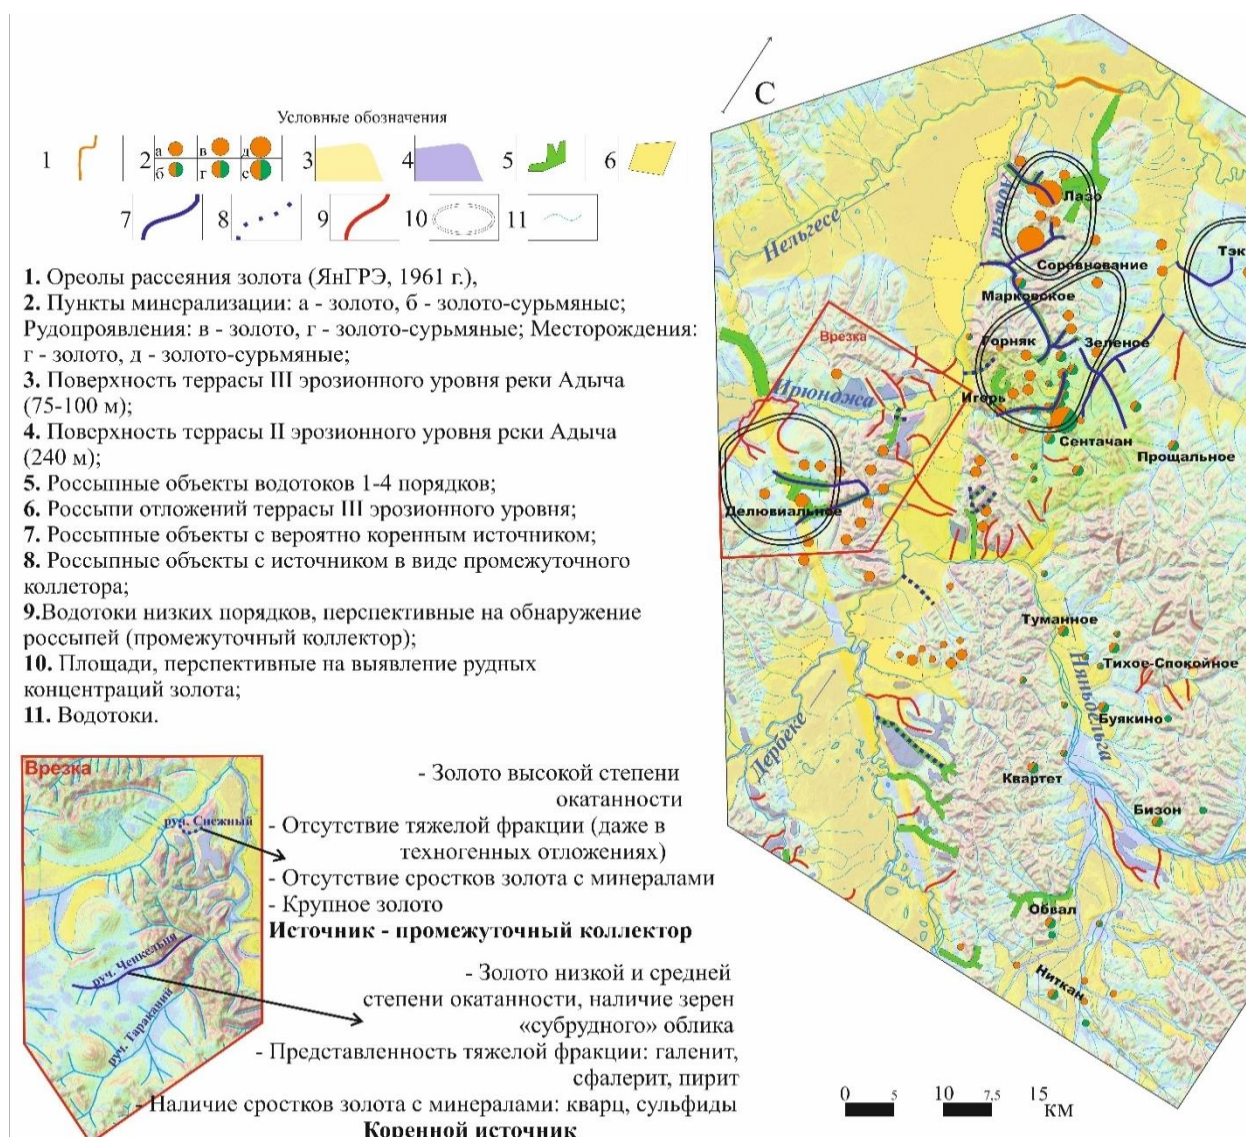 Условные обозначения
1
2
а
в
д
б
г
с
3
4
5
6
7
8
9
10
11
1. Ореолы рассеяния золота (ЯнГРЭ, 1961 г.),
2. Пункты минерализации: а - золото, б - золото-сурьмяные;
Рудопроявления: в - золото, г - золото-сурьмяные; Месторождения:
г - золото, д - золото-сурьмяные;
3. Поверхность террасы III эрозионного уровня реки Адыча
(75-100 м);
4. Поверхность террасы II эрозионного уровня реки Адыча
(240 м);
5. Россыпные объекты водотоков 1-4 порядков;
6. Россыпи отложений террасы III эрозионного уровня;
7. Россыпные объекты с вероятно коренным источником;
8. Россыпные объекты с источником в виде промежуточного
коллетора;
9.Водотоки низких порядков, перспективные на обнаружение
россыпей (промежуточный коллектор);
10. Площади, перспективные на выявление рудных
концентраций золота;
11. Водотоки.
Врезка
руч. Снежный
руч. Ченкельня
руч. Тараканий
- Золото высокой степени
окатанности
- Отсутствие тяжелой фракции (даже в
техногенных отложениях)
- Отсутствие сростков золота с минералами
- Крупное золото
Источник - промежуточный коллектор
- Золото низкой и средней
степени окатанности, наличие зерен
«субрудного» облика
- Представленность тяжелой фракции: галенит,
сфалерит, пирит
- Наличие сростков золота с минералами: кварц, сульфиды
Коренной источник
С
Нельгесе
Лазо
Соревнование
Тэк
Марковское
Горняк
Зеленое
Врезка
Ирюнджа
Игорь
Сентачан
Прощальное
Делювиальное
Туманное
Тихое-Спокойное
Няньдельга
Буякино
Дербеке
Квартет
Бизон
Обвал
Ниткан
0 5 10 7,5 15
км